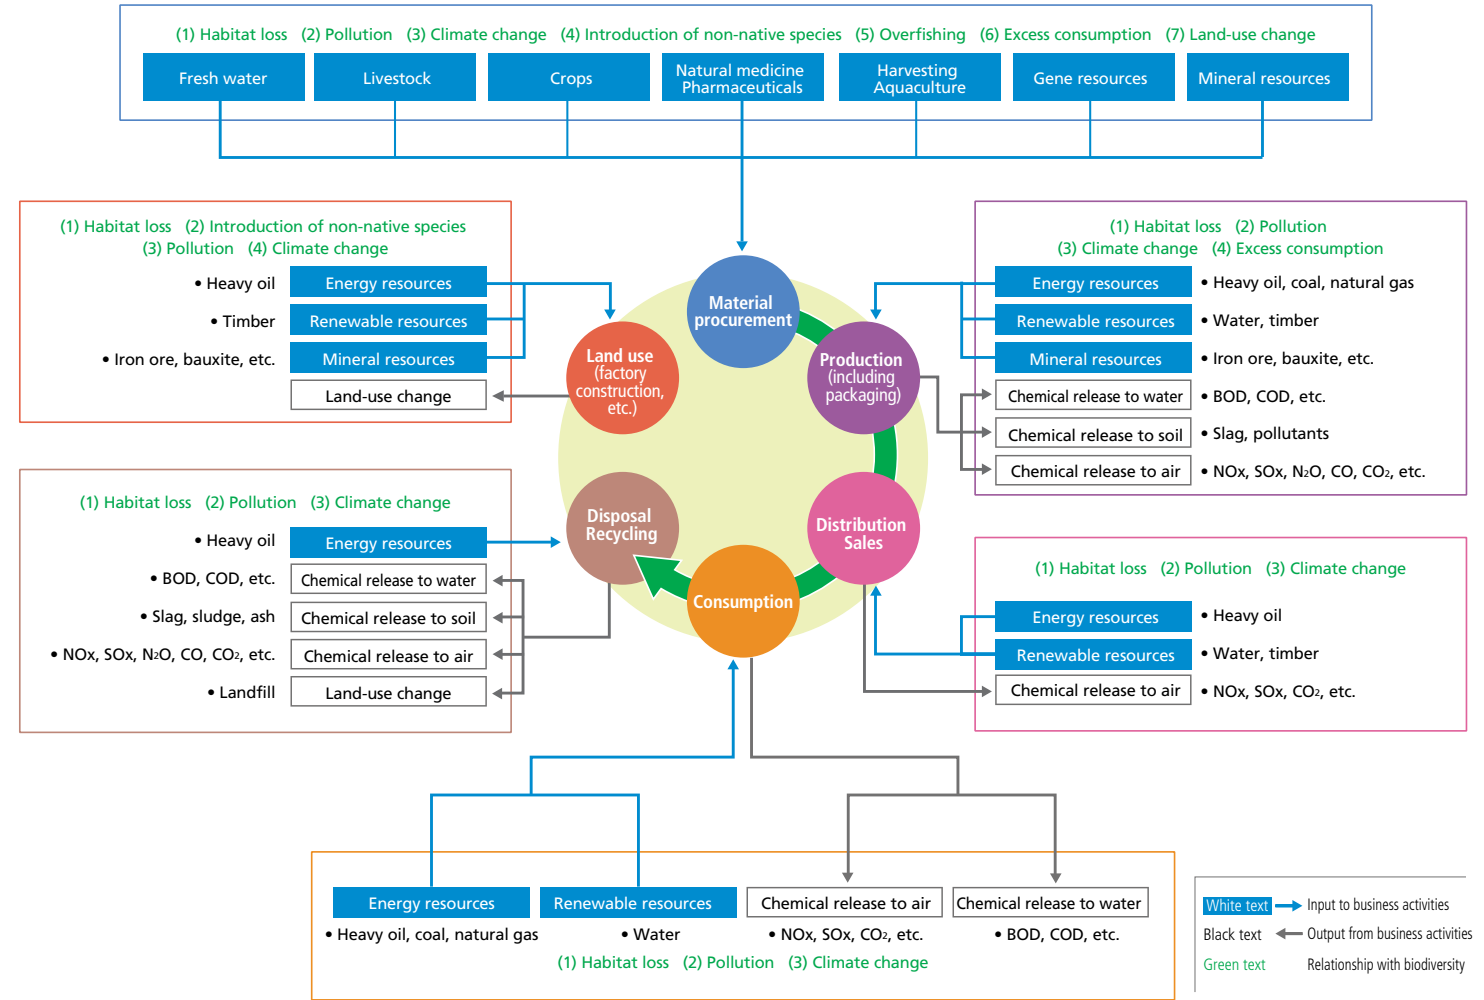 (1) Habitat loss (2) Pollution (3) Climate change (4) Introduction of non-native species (5) Overfishing (6) Excess consumption (7) Land-use change
Fresh water
Livestock
Crops
Natural medicine
Pharmaceuticals
Harvesting
Aquaculture
Gene resources
Mineral resources
(1) Habitat loss (2) Introduction of non-native species
(3) Pollution (4) Climate change
• Heavy oil
Energy resources
• Timber
Renewable resources
• Iron ore, bauxite, etc.
Mineral resources
Land-use change
Material
procurement
Land use
(factory
construction,
etc.)
Production
(including
packaging)
Disposal
Recycling
Distribution
Sales
Consumption
(1) Habitat loss (2) Pollution
(3) Climate change (4) Excess consumption
Energy resources
• Heavy oil, coal, natural gas
Renewable resources
• Water, timber
Mineral resources
• Iron ore, bauxite, etc.
Chemical release to water
• BOD, COD, etc.
Chemical release to soil
• Slag, pollutants
Chemical release to air
• NOx, SOx, N2O, CO, CO2, etc.
(1) Habitat loss (2) Pollution (3) Climate change
• Heavy oil
Energy resources
• BOD, COD, etc.
Chemical release to water
• Slag, sludge, ash
Chemical release to soil
• NOx, SOx, N2O, CO, CO2, etc.
Chemical release to air
• Landfill
Land-use change
(1) Habitat loss (2) Pollution (3) Climate change
Energy resources
• Heavy oil
Renewable resources
• Water, timber
Chemical release to air
• NOx, SOx, CO2, etc.
Energy resources
• Heavy oil, coal, natural gas
Renewable resources
• Water
Chemical release to air
• NOx, SOx, CO2, etc.
Chemical release to water
• BOD, COD, etc.
(1) Habitat loss (2) Pollution (3) Climate change
White text
Input to business activities
Black text
Output from business activities
Green text
Relationship with biodiversity